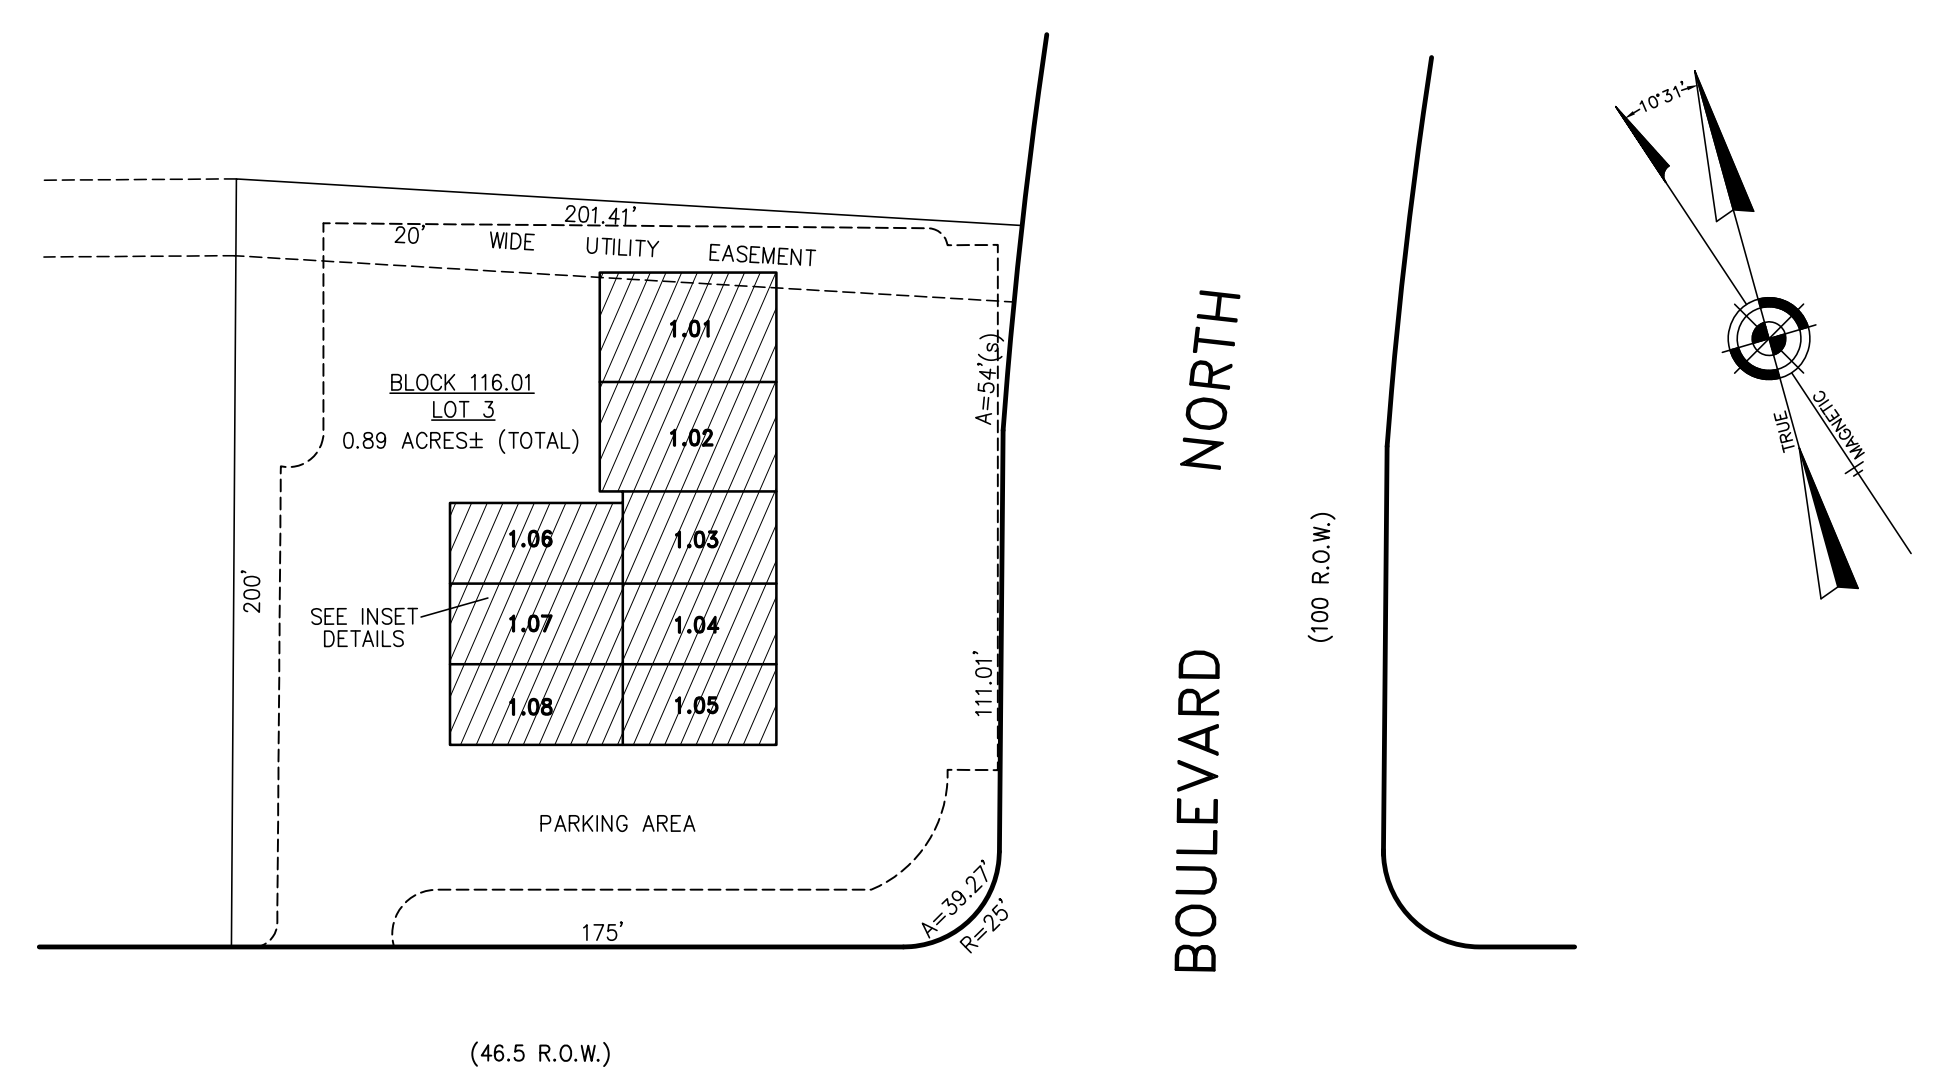 10°31'
201.41'
20' WIDE UTILITY EASEMENT
1.01
A=54'(s)
NORTH
BLOCK 116.01
LOT 3
0.89 ACRES± (TOTAL)
1.02
TRUE
MAGNETIC
1.06
1.03
(100 R.O.W.)
200'
SEE INSET
DETAILS
1.07
1.04
111.01'
1.08
1.05
BOULEVARD
PARKING AREA
A=39.27'
R=25'
175'
(46.5 R.O.W.)